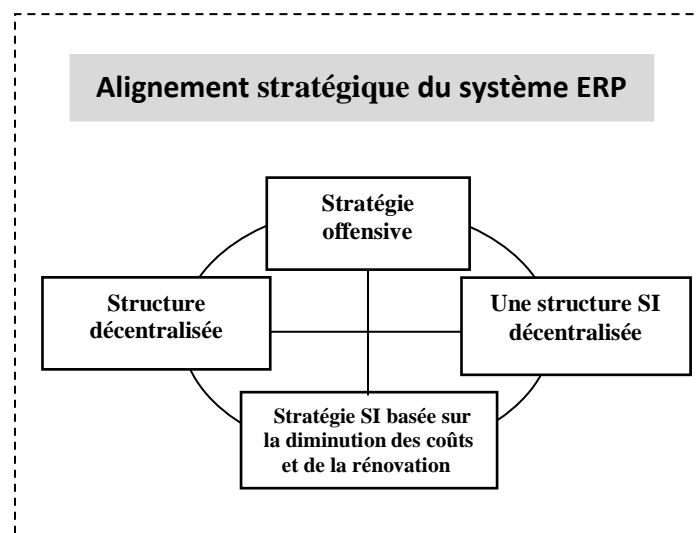 Alignement stratégique du système ERP
Stratégie
offensive
Structure
décentralisée
Une structure SI
décentralisée
Stratégie SI basée sur
la diminution des coûts
et de la rénovation